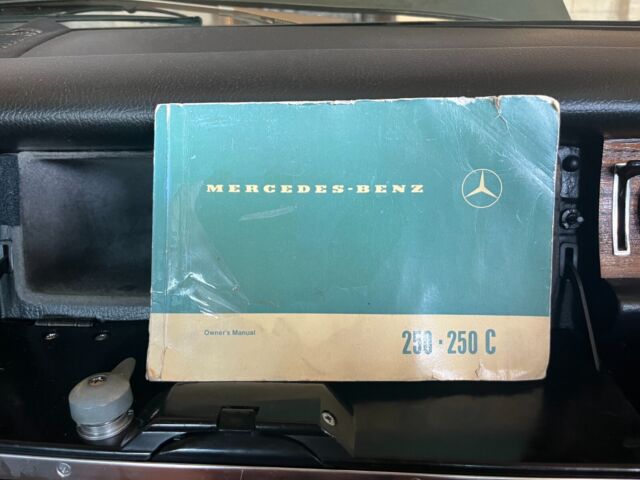 MERCEDES-BENZ
Owner's Manual
250 · 250 C